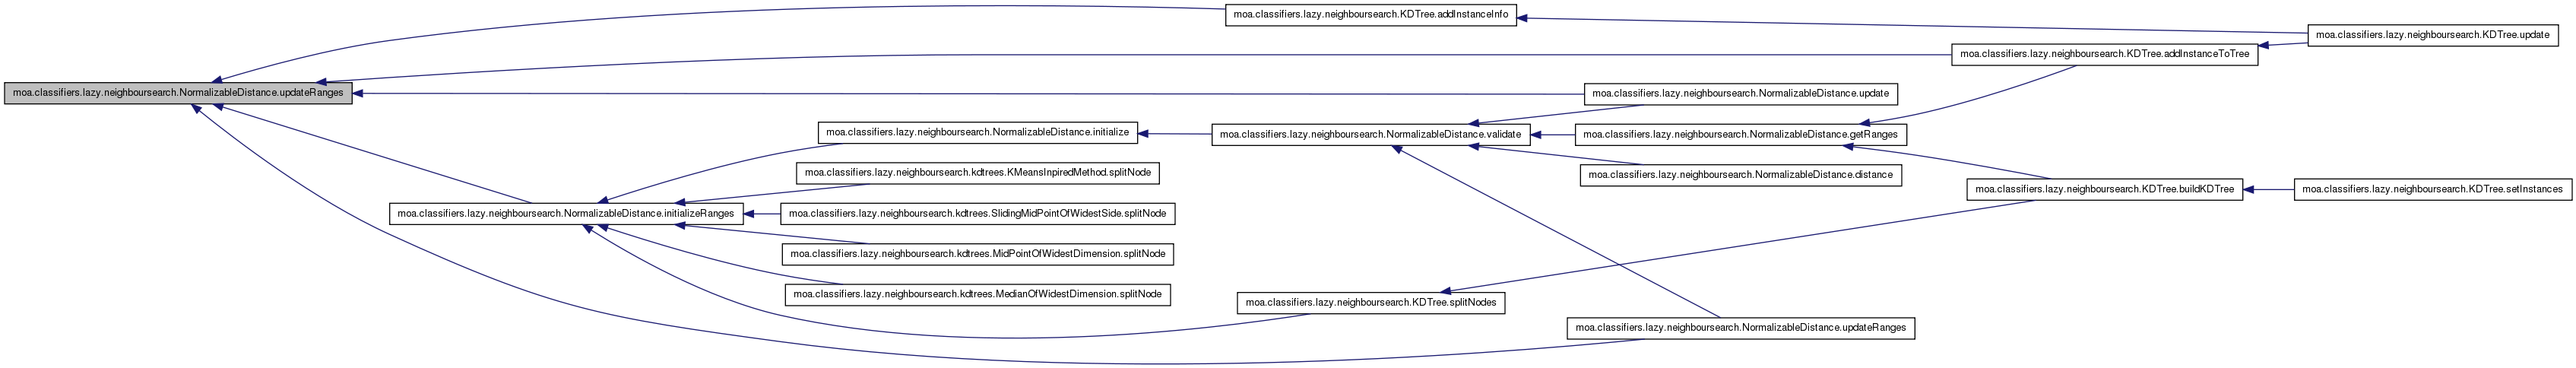 moa.classifiers.lazy.neighboursearch.KDTree.addInstanceInfo
moa.classifiers.lazy.neighboursearch.KDTree.update
moa.classifiers.lazy.neighboursearch.KDTree.addInstanceToTree
moa.classifiers.lazy.neighboursearch.NormalizableDistance.updateRanges
moa.classifiers.lazy.neighboursearch.NormalizableDistance.update
moa.classifiers.lazy.neighboursearch.NormalizableDistance.initialize
moa.classifiers.lazy.neighboursearch.NormalizableDistance.validate
moa.classifiers.lazy.neighboursearch.NormalizableDistance.getRanges
moa.classifiers.lazy.neighboursearch.kdtrees.KMeansInpiredMethod.splitNode
moa.classifiers.lazy.neighboursearch.NormalizableDistance.distance
moa.classifiers.lazy.neighboursearch.KDTree.buildKDTree
moa.classifiers.lazy.neighboursearch.KDTree.setInstances
moa.classifiers.lazy.neighboursearch.NormalizableDistance.initializeRanges
moa.classifiers.lazy.neighboursearch.kdtrees.SlidingMidPointOfWidestSide.splitNode
moa.classifiers.lazy.neighboursearch.kdtrees.MidPointOfWidestDimension.splitNode
moa.classifiers.lazy.neighboursearch.kdtrees.MedianOfWidestDimension.splitNode
moa.classifiers.lazy.neighboursearch.KDTree.splitNodes
moa.classifiers.lazy.neighboursearch.NormalizableDistance.updateRanges